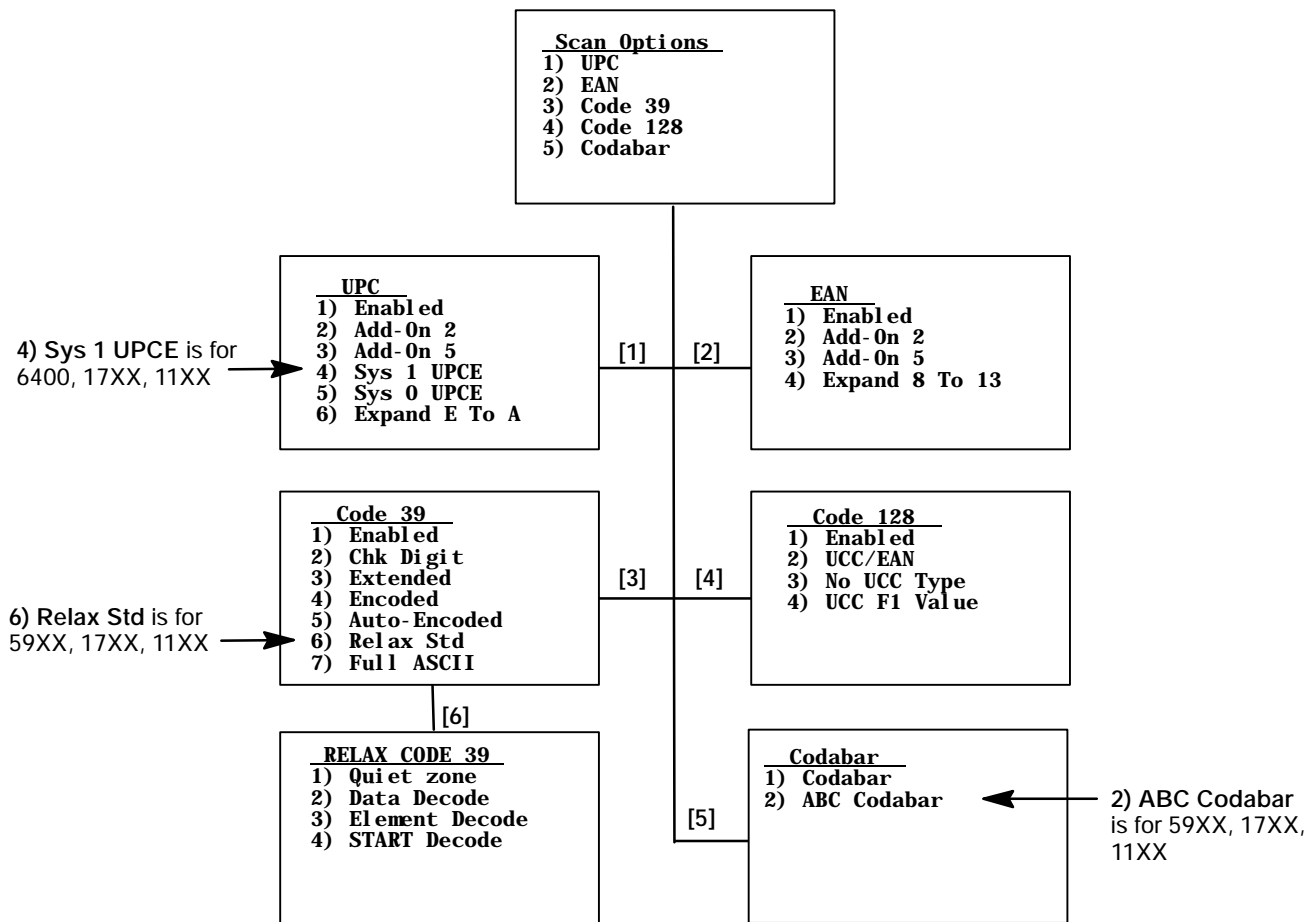 Scan Options
1) UPC
2) EAN
3) Code 39
4) Code 128
5) Codabar
UPC
1) Enabled
2) Add-On 2
3) Add-On 5
4) Sys 1 UPCE
5) Sys 0 UPCE
6) Expand E To A
4) Sys 1 UPCE is for
6400, 17XX, 11XX
[1]
[2]
EAN
1) Enabled
2) Add-On 2
3) Add-On 5
4) Expand 8 To 13
Code 39
1) Enabled
2) Chk Digit
3) Extended
4) Encoded
5) Auto-Encoded
6) Relax Std
7) Full ASCII
6) Relax Std is for
59XX, 17XX, 11XX
[3]
[4]
Code 128
1) Enabled
2) UCC/EAN
3) No UCC Type
4) UCC F1 Value
[6]
RELAX CODE 39
1) Quiet zone
2) Data Decode
3) Element Decode
4) START Decode
[5]
Codabar
1) Codabar
2) ABC Codabar
2) ABC Codabar
is for 59XX, 17XX,
11XX